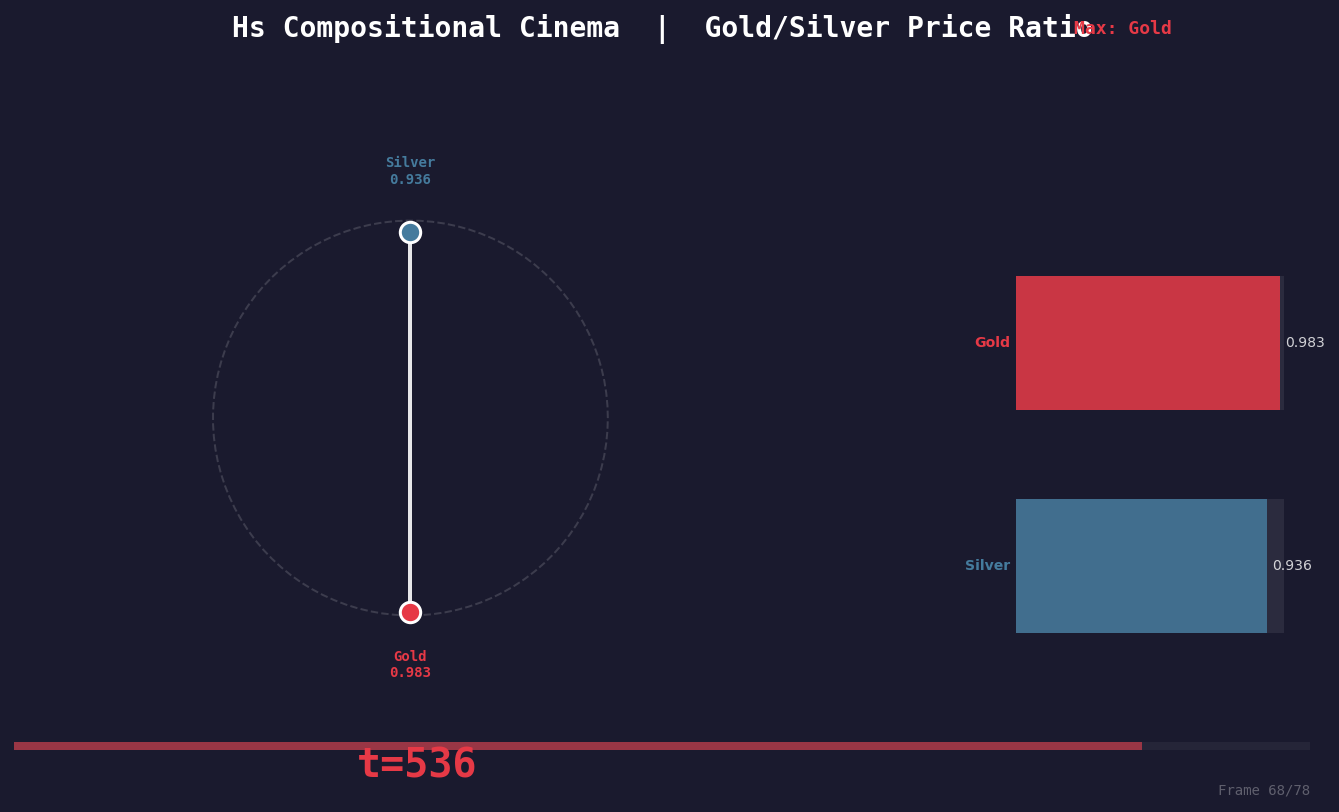 Hs Compositional Cinema | Gold/Silver Price Ratio
Max: Gold
Silver
0.936
Gold
0.983
Gold
0.983
Silver
0.936
t=536
Frame 68/78